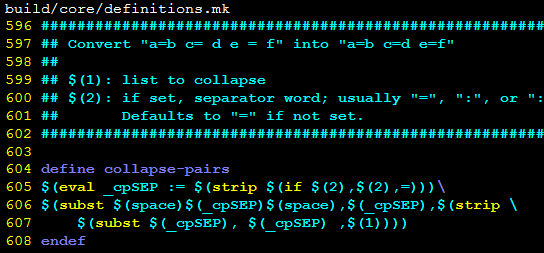 build/core/definitions.mk
596 ###########################################################
597 ## Convert "a=b c= d e = f" into "a=b c=d e=f"
598 ##
599 ## $(1): list to collapse
600 ## $(2): if set, separator word; usually "=", ":", or ":
601 ##       Defaults to "=" if not set.
602 ###########################################################
603
604 define collapse-pairs
605 $(eval _cpSEP := $(strip $(if $(2),$(2),=)))\
606 $(subst $(space)$(_cpSEP)$(space),$(_cpSEP),$(strip \
607     $(subst $(_cpSEP), $(_cpSEP) ,$(1))))
608 endef